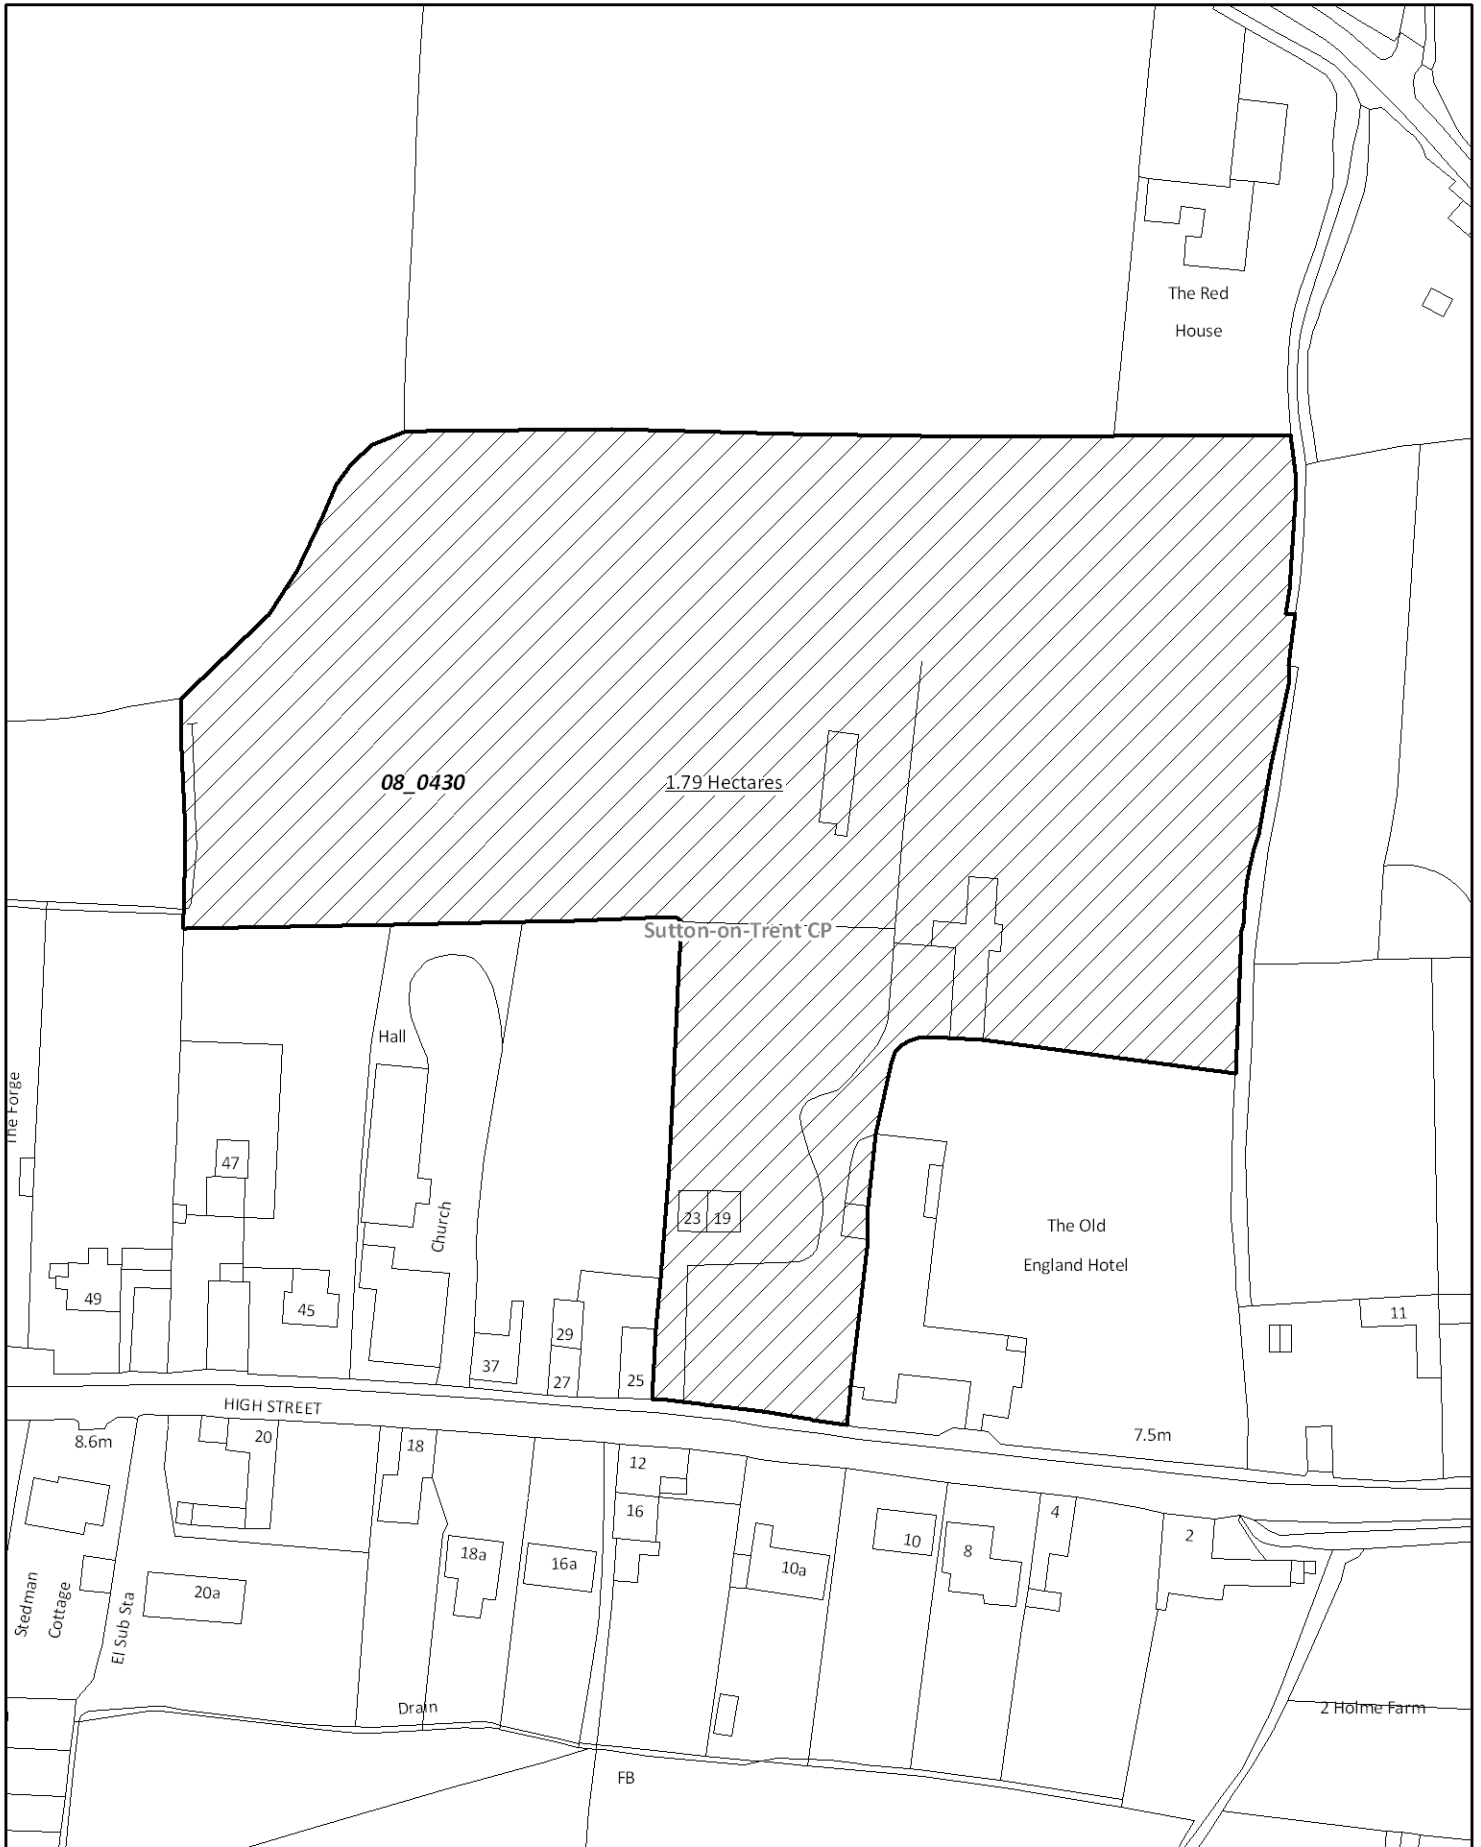 The Red
House
08_0430
1.79 Hectares
Sutton-on-Trent CP
Hall
The Forge
47
Church
23
19
The Old
England Hotel
49
45
29
37
27
25
11
HIGH STREET
8.6m
20
18
12
7.5m
16
4
2
10
8
18a
16a
10a
20a
Stedman
Cottage
El Sub Sta
Drain
2 Holme Farm
FB